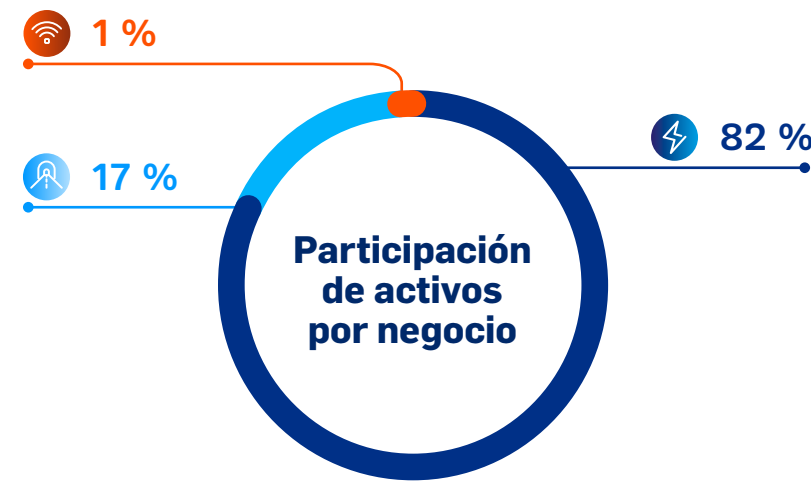 1 %
17 %
82 %
Participación
de activos
por negocio